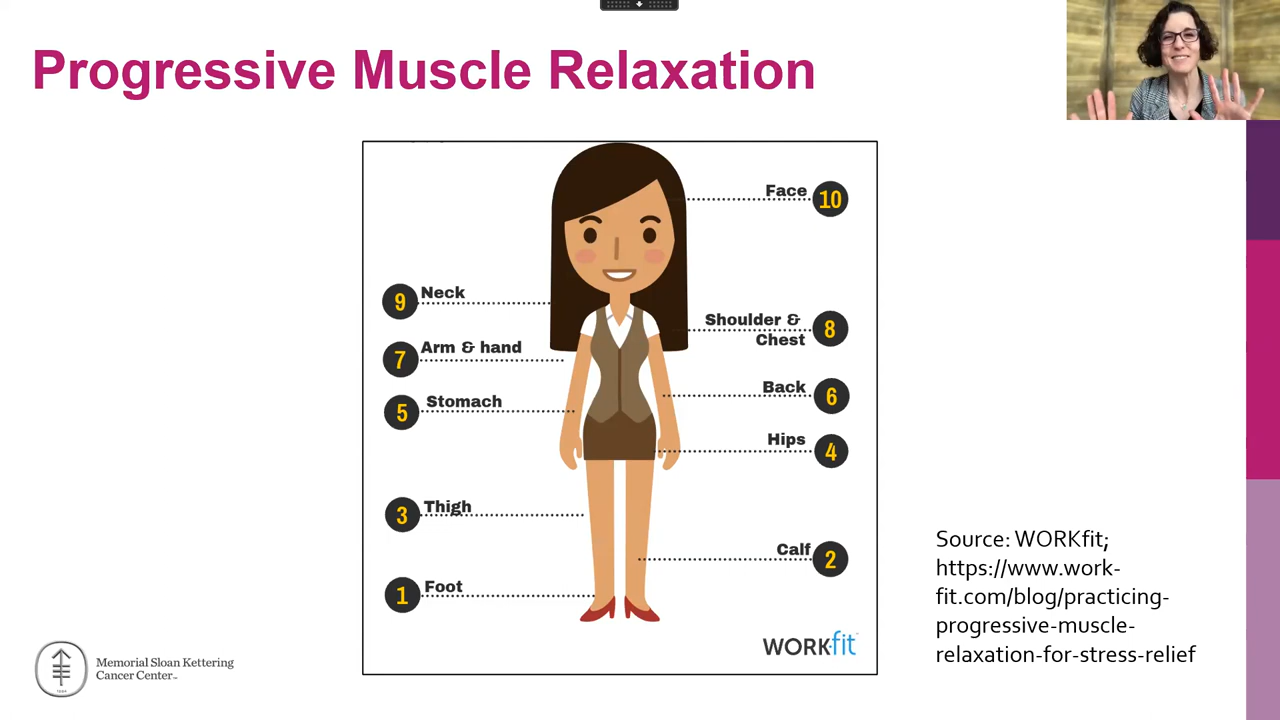 Progressive Muscle Relaxation
Face
10
9
Neck
Shoulder &
Chest
8
7
Arm & hand
Back
6
5
Stomach
Hips
4
3
Thigh
Calf
2
1
Foot
WORKfit
Source: WORKfit;
https://www.work-
fit.com/blog/practicing-
progressive-muscle-
relaxation-for-stress-relief
Memorial Sloan Kettering
Cancer Center